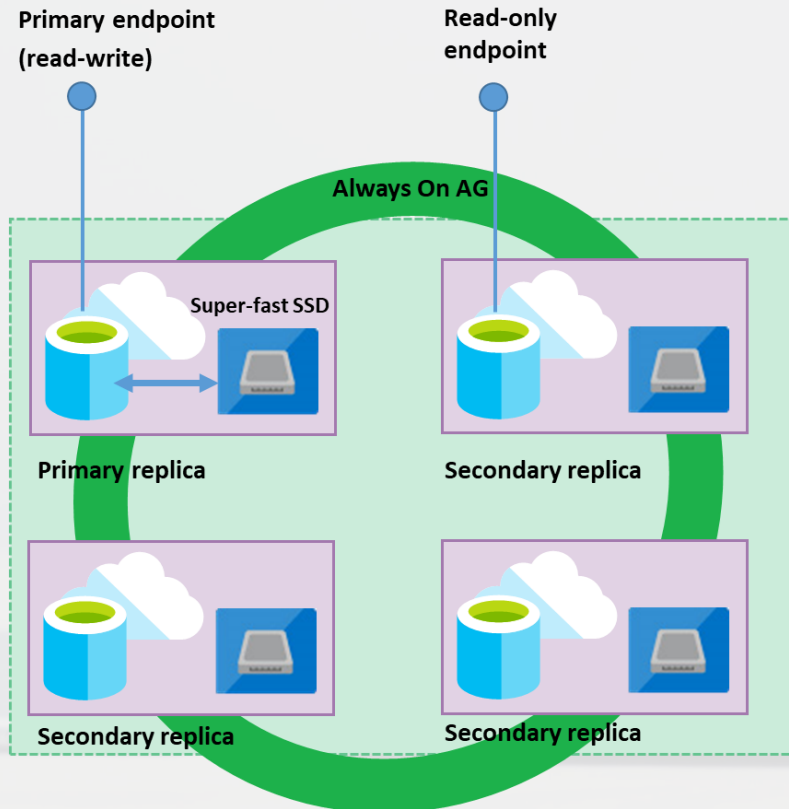 Primary endpoint
(read-write)
Read-only
endpoint
Always On AG
Super-fast SSD
Primary replica
Secondary replica
Secondary replica
Secondary replica